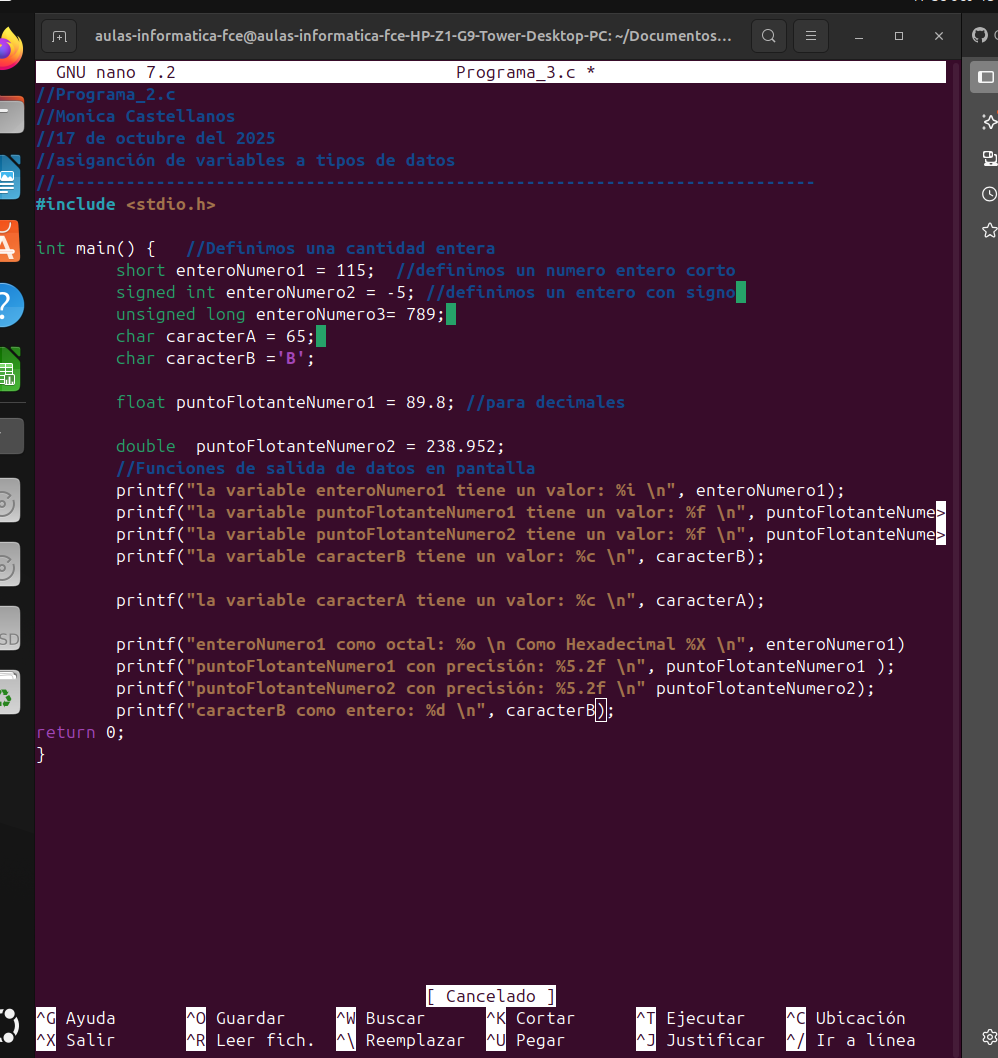 aulas-informatica-fce@aulas-informatica-fce-HP-Z1-G9-Tower-Desktop-PC: ~/Documentos...
GNU nano 7.2 Programa_3.c *
//Programa_2.c
//Monica Castellanos
//17 de octubre del 2025
//asiganción de variables a tipos de datos
//----------------------------------------------------------------------------
#include <stdio.h>
int main() { //Definimos una cantidad entera
short enteroNumero1 = 115; //definimos un numero entero corto
signed int enteroNumero2 = -5; //definimos un entero con signo
unsigned long enteroNumero3= 789;
char caracterA = 65;
char caracterB ='B';
float puntoFlotanteNumero1 = 89.8; //para decimales
double puntoFlotanteNumero2 = 238.952;
//Funciones de salida de datos en pantalla
printf("la variable enteroNumero1 tiene un valor: %i \n", enteroNumero1);
printf("la variable puntoFlotanteNumero1 tiene un valor: %f \n", puntoFlotanteNume>
printf("la variable puntoFlotanteNumero2 tiene un valor: %f \n", puntoFlotanteNume>
printf("la variable caracterB tiene un valor: %c \n", caracterB);
printf("la variable caracterA tiene un valor: %c \n", caracterA);
printf("enteroNumero1 como octal: %o \n Como Hexadecimal %X \n", enteroNumero1)
printf("puntoFlotanteNumero1 con precisión: %5.2f \n", puntoFlotanteNumero1 );
printf("puntoFlotanteNumero2 con precisión: %5.2f \n" puntoFlotanteNumero2);
printf("caracterB como entero: %d \n", caracterB);
return 0;
}
[ Cancelado ]
^G Ayuda ^O Guardar ^W Buscar ^K Cortar ^T Ejecutar ^C Ubicación
^X Salir ^R Leer fich. ^\ Reemplazar ^U Pegar ^J Justificar ^/ Ir a línea